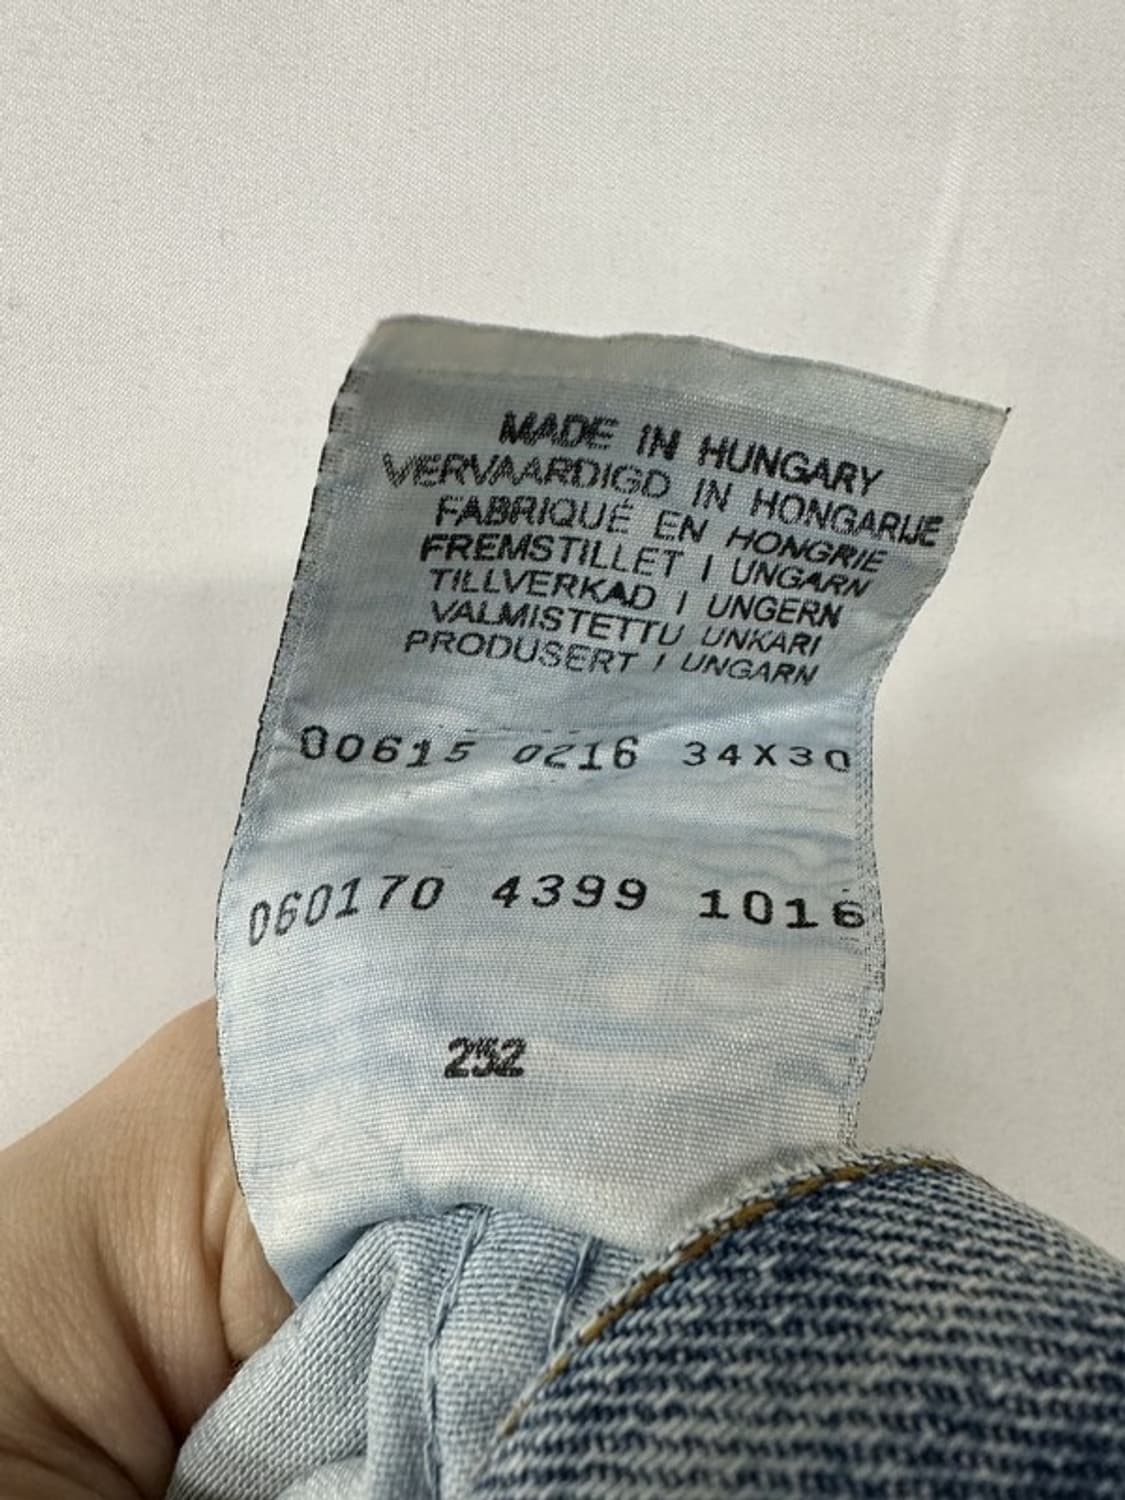 MADE IN HUNGARY
VERVAARDIGD IN HONGARIJE
FABRIQUÉ EN HONGRIE
FREMSTILLET I UNGARN
TILLVERKAD I UNGERN
VALMISTETTU UNKARI
PRODUSERT I UNGARN
00615 0216 34X30
060170 4399 1016
252